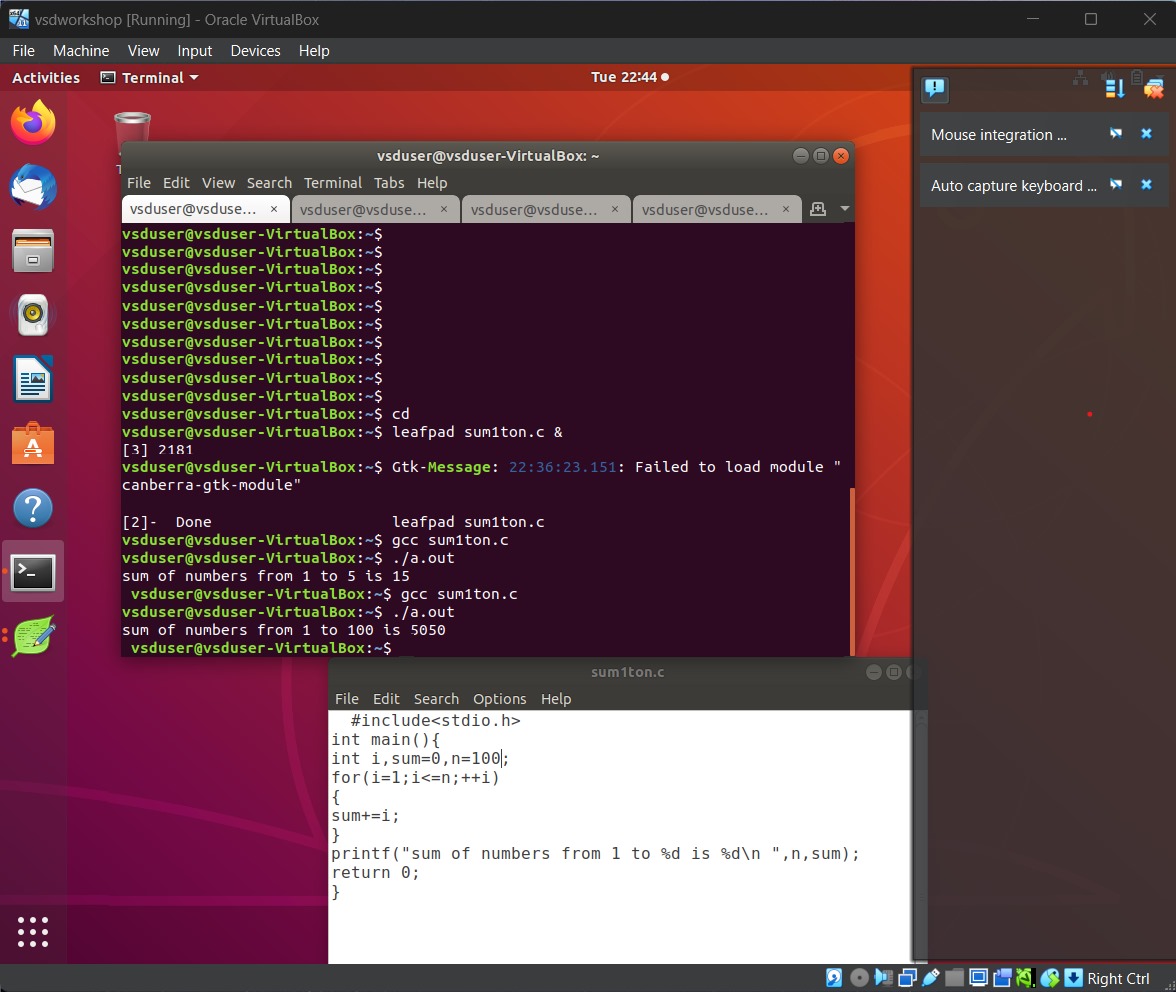 vsdworkshop [Running] - Oracle VirtualBox
File Machine View Input Devices Help
Activities Terminal Tue 22:44
Mouse integration ...
Auto capture keyboard ...
vsduser@vsduser-VirtualBox: ~
File Edit View Search Terminal Tabs Help
vsduser@vsduse... × vsduser@vsduse... × vsduser@vsduse... × vsduser@vsduse... ×
vsduser@vsduser-VirtualBox:~$
vsduser@vsduser-VirtualBox:~$
vsduser@vsduser-VirtualBox:~$
vsduser@vsduser-VirtualBox:~$
vsduser@vsduser-VirtualBox:~$
vsduser@vsduser-VirtualBox:~$
vsduser@vsduser-VirtualBox:~$
vsduser@vsduser-VirtualBox:~$
vsduser@vsduser-VirtualBox:~$
vsduser@vsduser-VirtualBox:~$
vsduser@vsduser-VirtualBox:~$ cd
vsduser@vsduser-VirtualBox:~$ leafpad sum1ton.c &
[3] 2181
vsduser@vsduser-VirtualBox:~$ Gtk-Message: 22:36:23.151: Failed to load module "
canberra-gtk-module"
[2]-  Done                    leafpad sum1ton.c
vsduser@vsduser-VirtualBox:~$ gcc sum1ton.c
vsduser@vsduser-VirtualBox:~$ ./a.out
sum of numbers from 1 to 5 is 15
 vsduser@vsduser-VirtualBox:~$ gcc sum1ton.c
vsduser@vsduser-VirtualBox:~$ ./a.out
sum of numbers from 1 to 100 is 5050
 vsduser@vsduser-VirtualBox:~$
sum1ton.c
File Edit Search Options Help
#include<stdio.h>
int main(){
int i,sum=0,n=100;
for(i=1;i<=n;++i)
{
sum+=i;
}
printf("sum of numbers from 1 to %d is %d\n ",n,sum);
return 0;
}
Right Ctrl